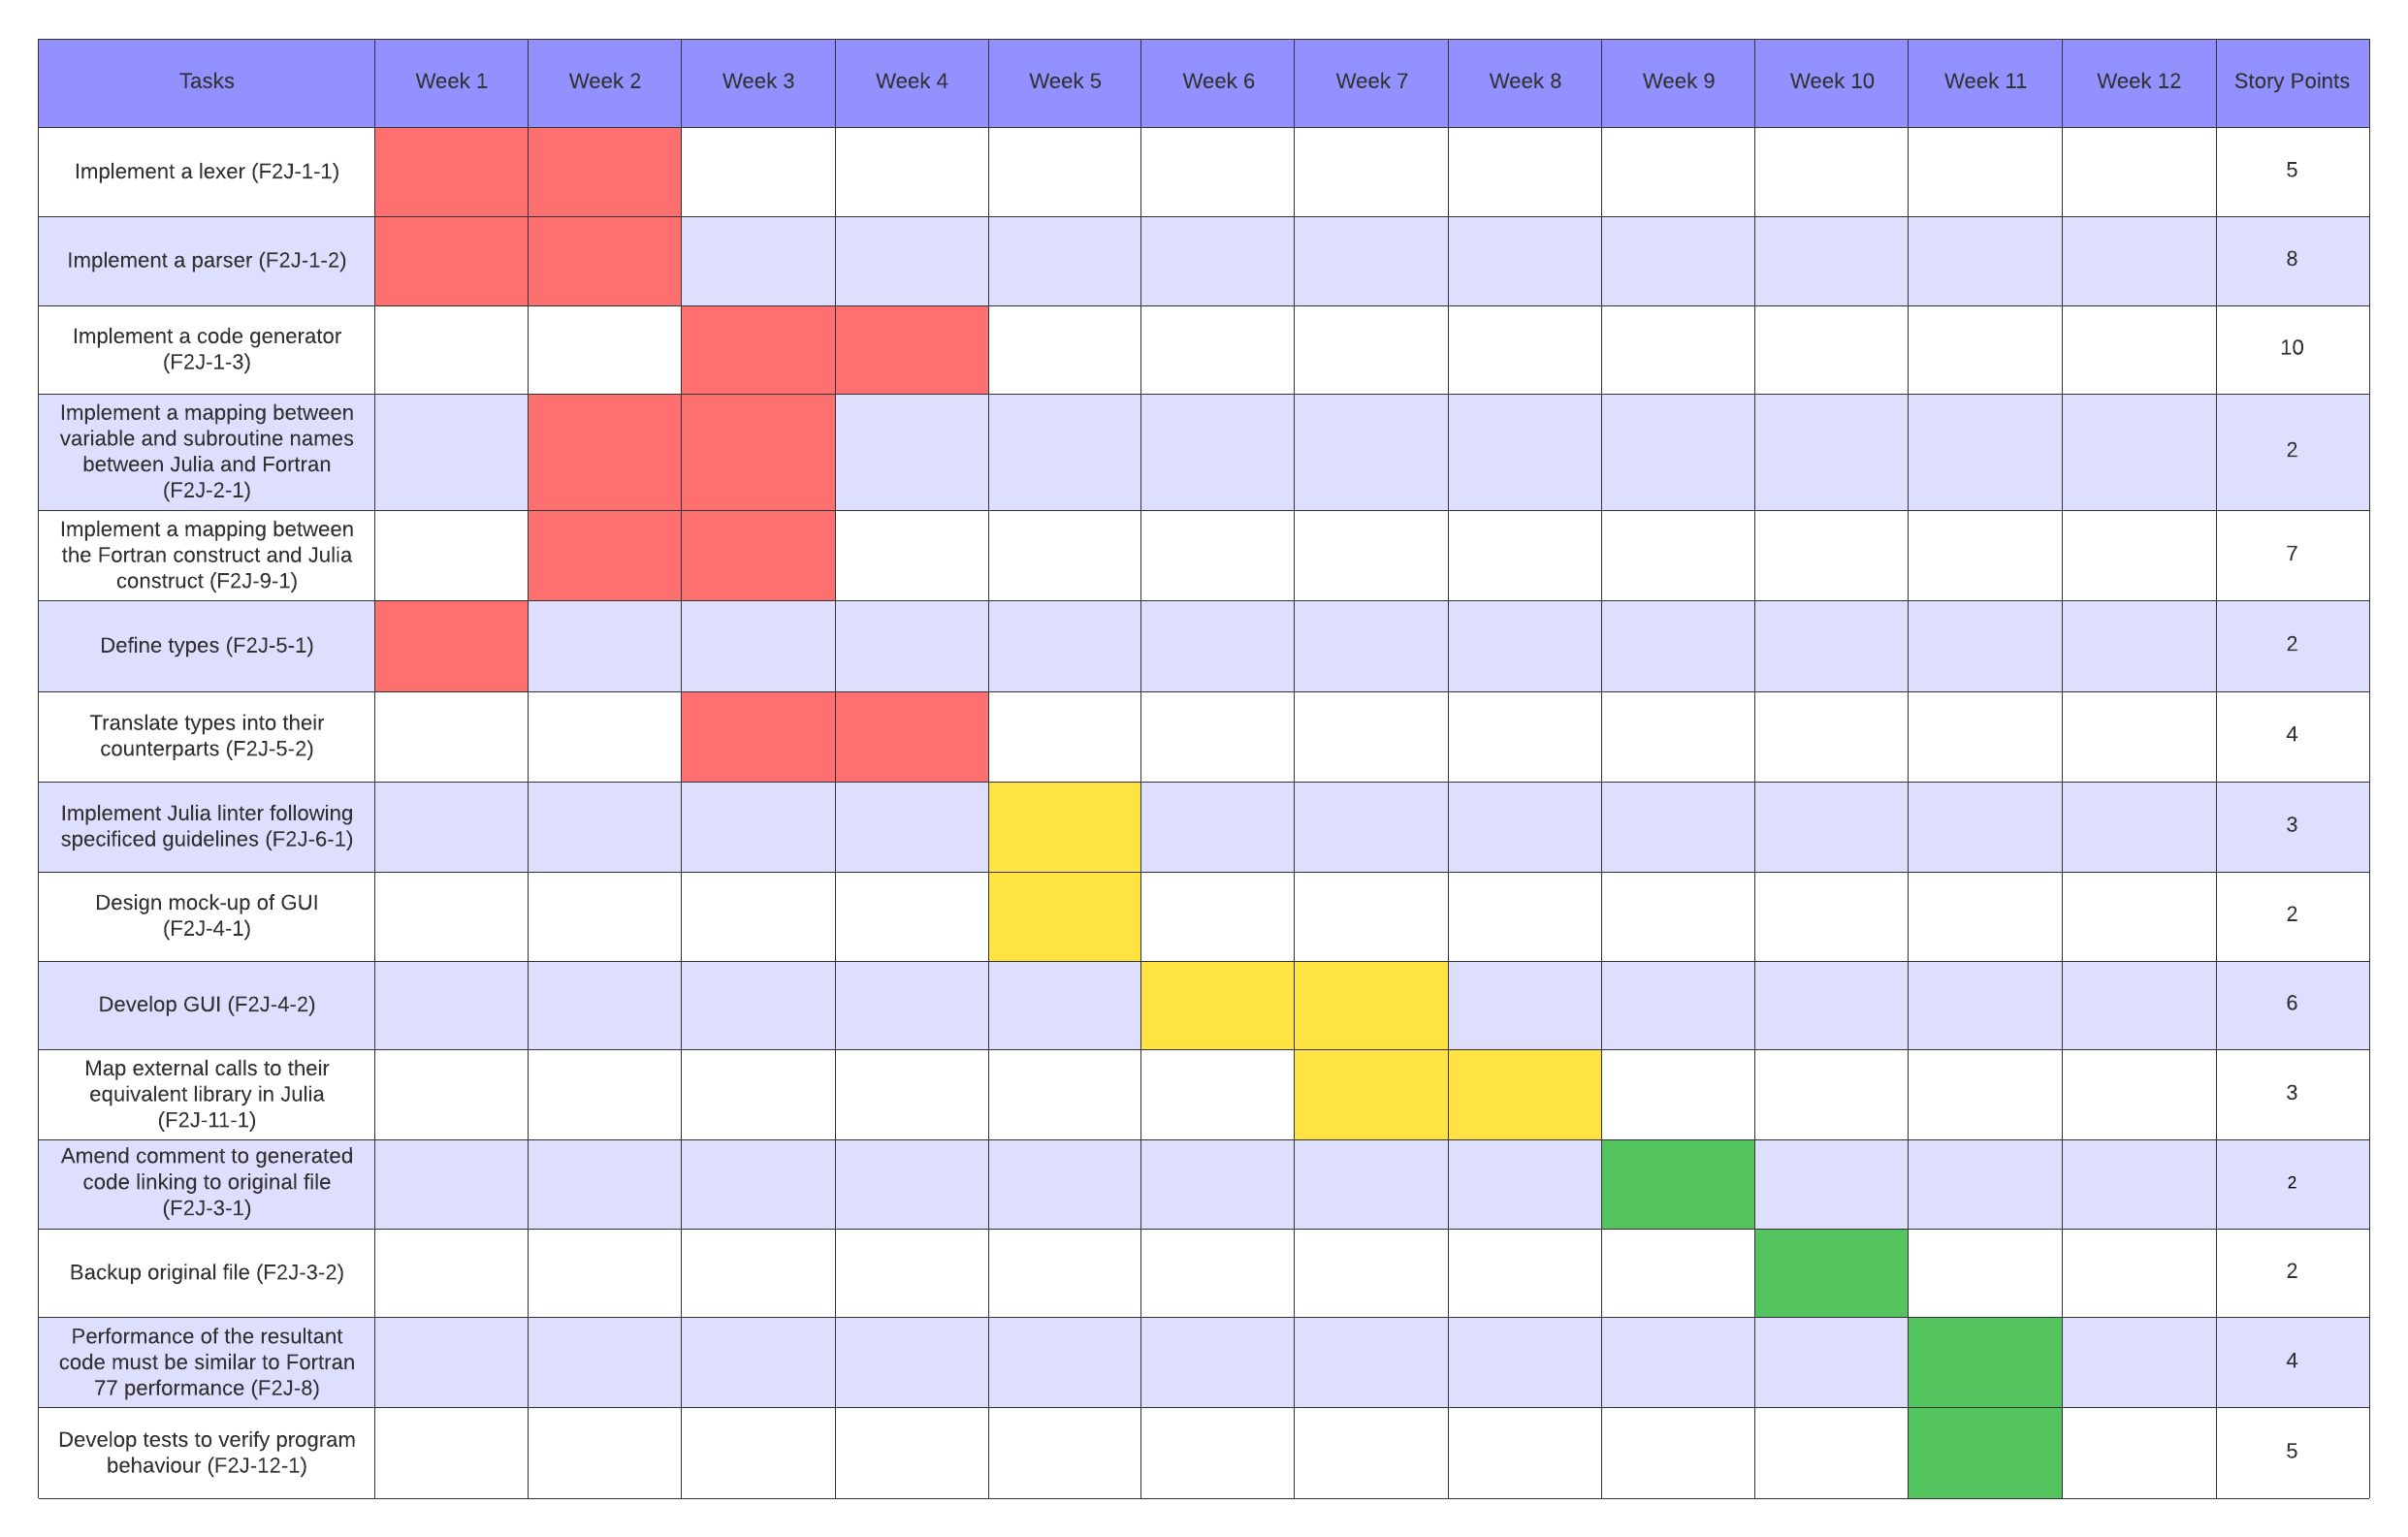 Tasks Week 1 Week 2 Week 3 Week 4 Week 5 Week 6 Week 7 Week 8 Week 9 Week 10 Week 11 Week 12 Story Points
Implement a lexer (F2J-1-1) 5
Implement a parser (F2J-1-2) 8
Implement a code generator
(F2J-1-3)
10
Implement a mapping between
variable and subroutine names
between Julia and Fortran
(F2J-2-1)
2
Implement a mapping between
the Fortran construct and Julia
construct (F2J-9-1)
7
Define types (F2J-5-1) 2
Translate types into their
counterparts (F2J-5-2)
4
Implement Julia linter following
specificed guidelines (F2J-6-1)
3
Design mock-up of GUI
(F2J-4-1)
2
Develop GUI (F2J-4-2) 6
Map external calls to their
equivalent library in Julia
(F2J-11-1)
3
Amend comment to generated
code linking to original file
(F2J-3-1)
2
Backup original file (F2J-3-2) 2
Performance of the resultant
code must be similar to Fortran
77 performance (F2J-8)
4
Develop tests to verify program
behaviour (F2J-12-1)
5